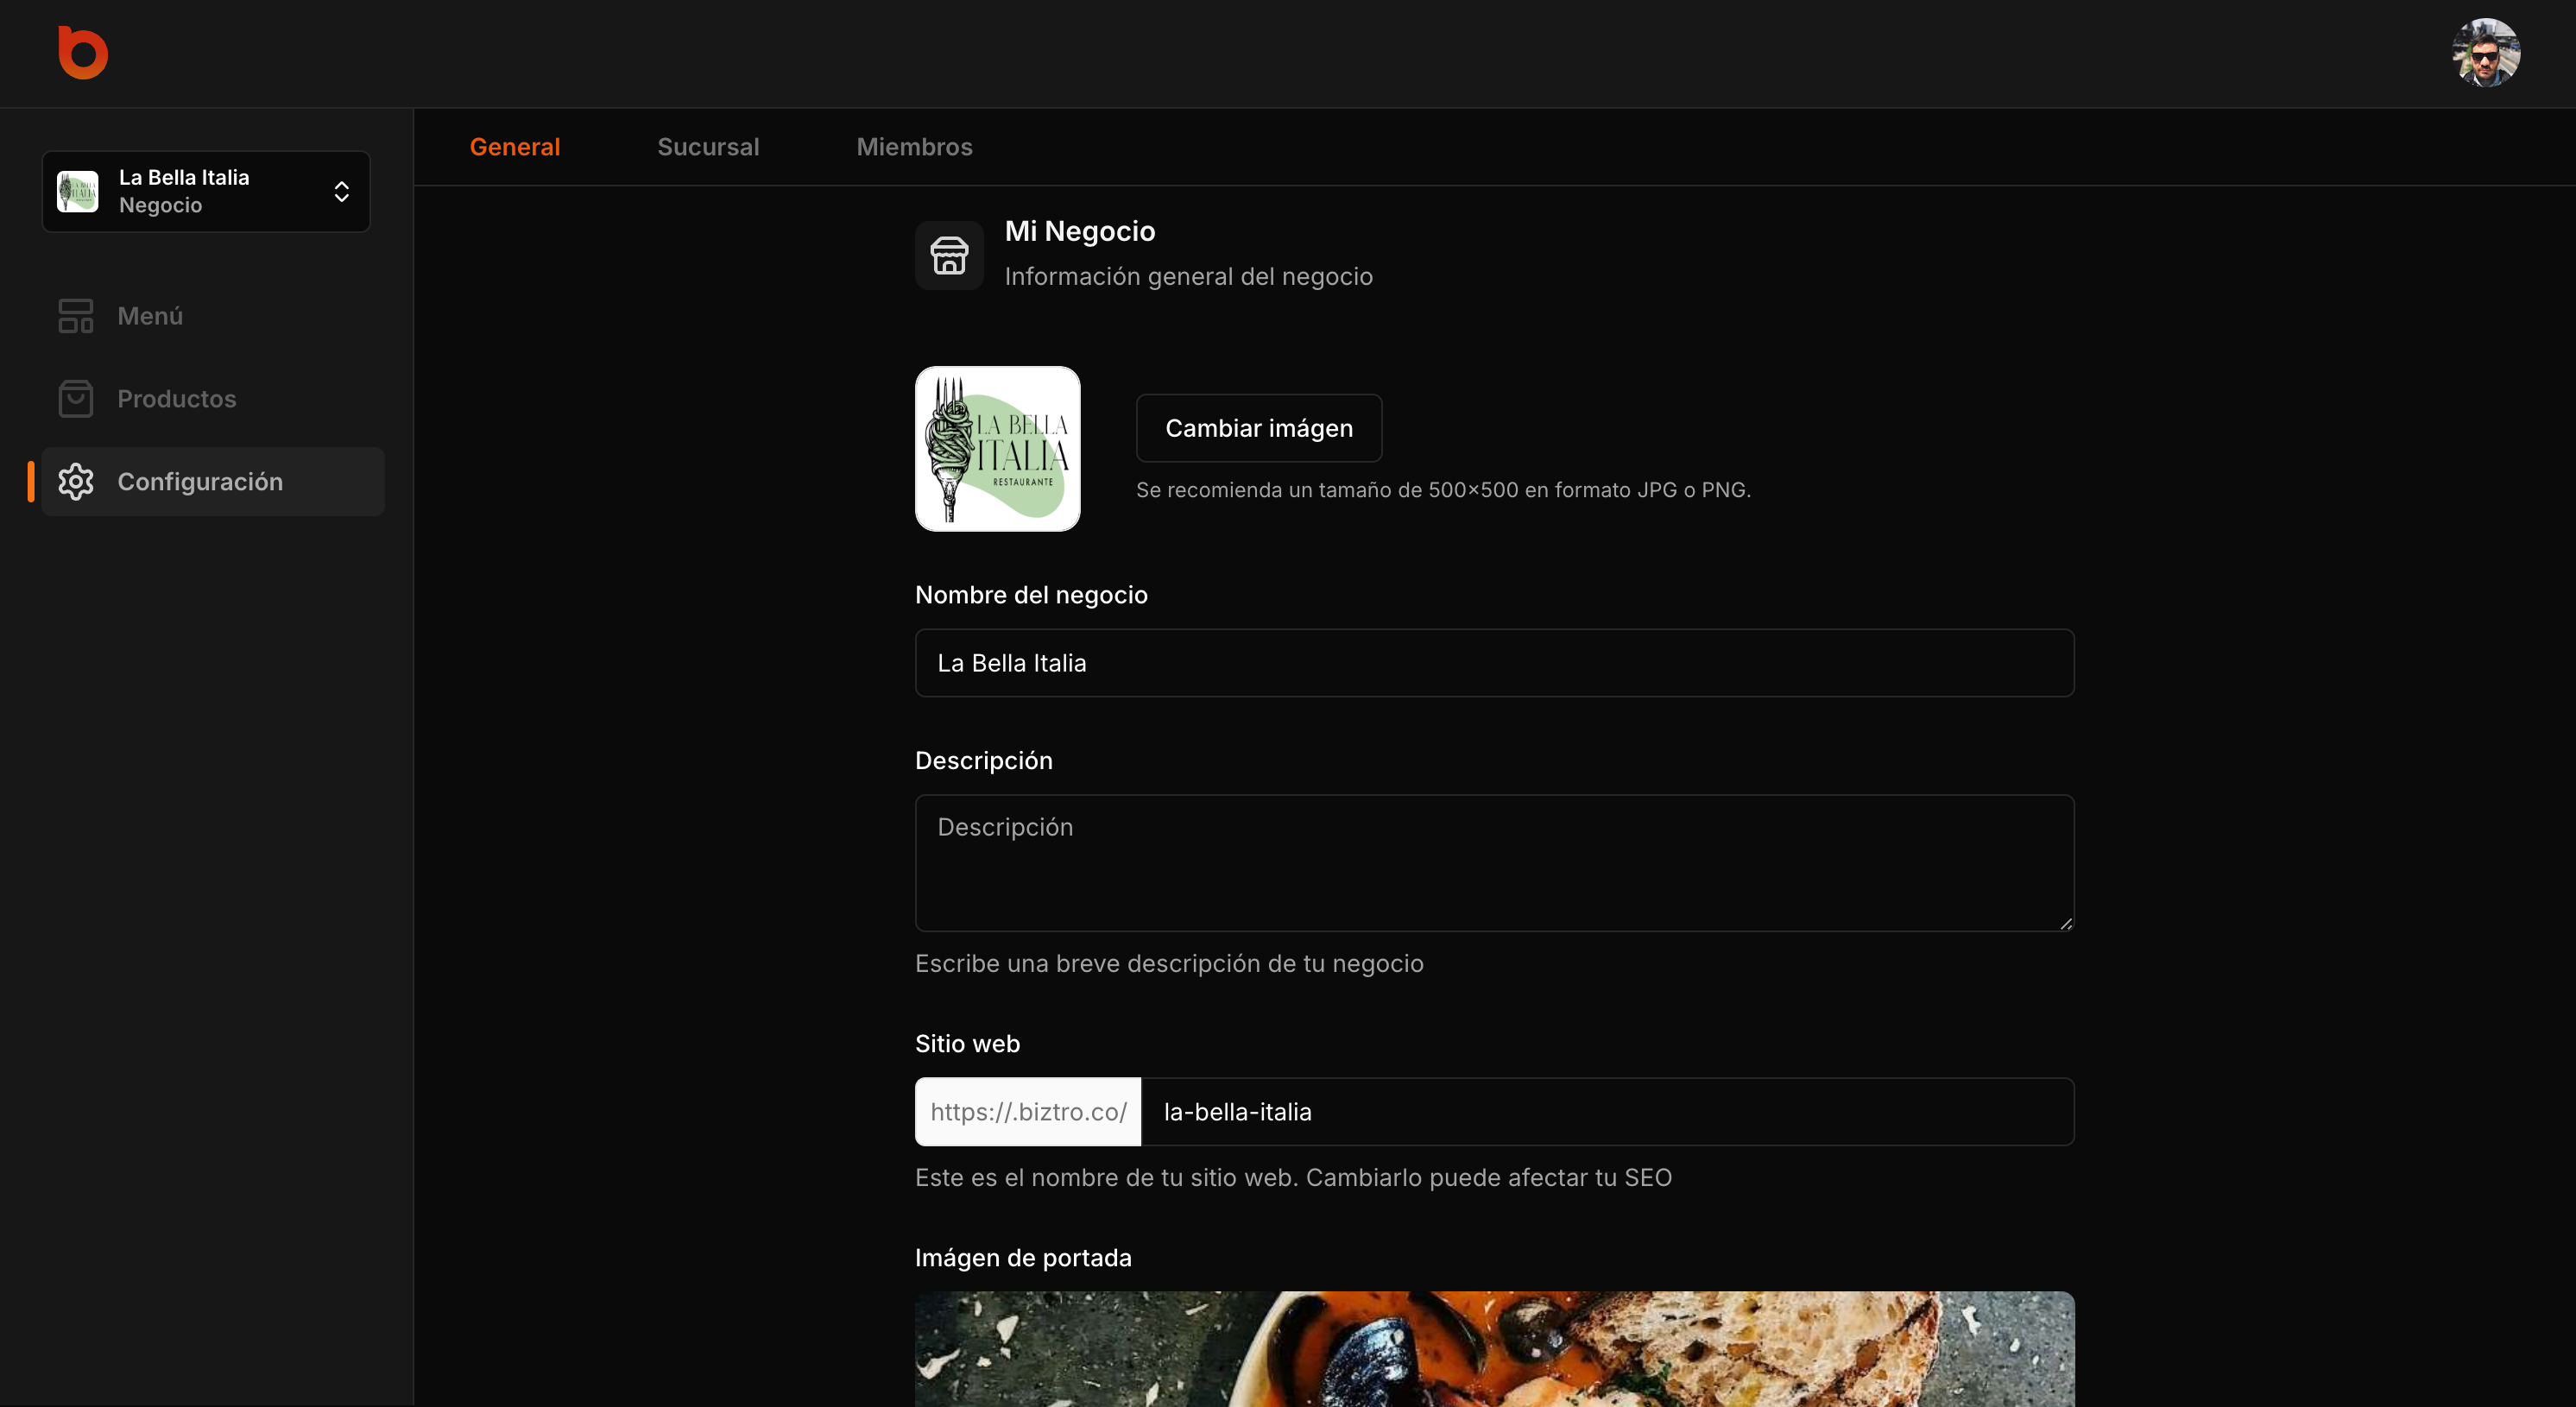 b
General
Sucursal
Miembros
La Bella Italia
Negocio
Menú
Productos
Configuración
Mi Negocio
Información general del negocio
LA BELLA
ITALIA
RESTAURANTE
Cambiar imágen
Se recomienda un tamaño de 500×500 en formato JPG o PNG.
Nombre del negocio
La Bella Italia
Descripción
Descripción
Escribe una breve descripción de tu negocio
Sitio web
https://.biztro.co/ la-bella-italia
Este es el nombre de tu sitio web. Cambiarlo puede afectar tu SEO
Imágen de portada